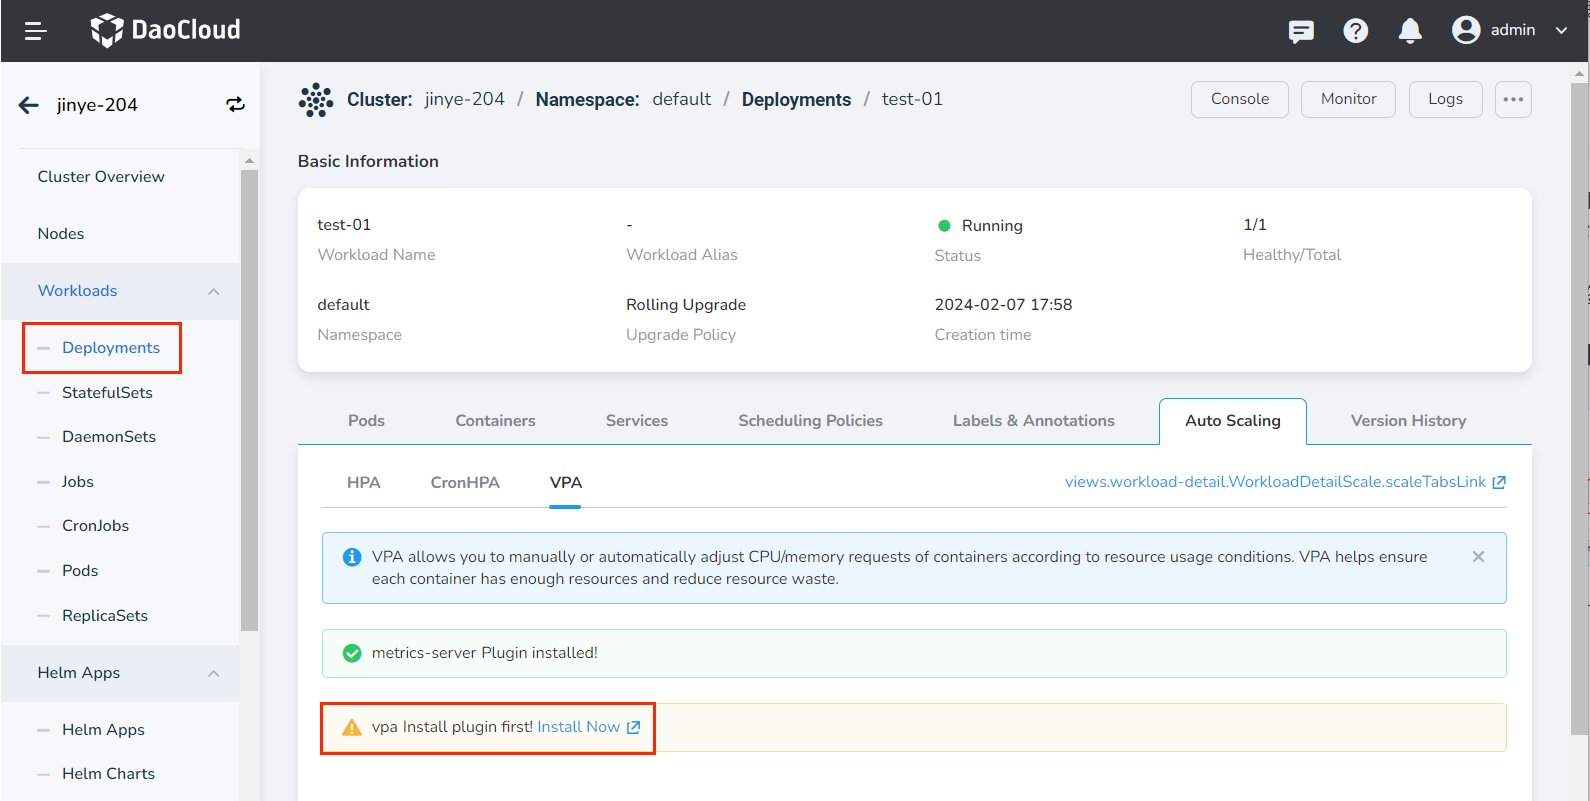 DaoCloud
admin
jinye-204
Cluster Overview
Nodes
Workloads
Deployments
StatefulSets
DaemonSets
Jobs
CronJobs
Pods
ReplicaSets
Helm Apps
Helm Apps
Helm Charts
Cluster: jinye-204 / Namespace: default / Deployments / test-01
Console Monitor Logs
Basic Information
test-01 - Running 1/1
Workload Name Workload Alias Status Healthy/Total
default Rolling Upgrade 2024-02-07 17:58
Namespace Upgrade Policy Creation time
Pods Containers Services Scheduling Policies Labels & Annotations Auto Scaling Version History
HPA CronHPA VPA views.workload-detail.WorkloadDetailScale.scaleTabsLink
VPA allows you to manually or automatically adjust CPU/memory requests of containers according to resource usage conditions. VPA helps ensure
each container has enough resources and reduce resource waste.
metrics-server Plugin installed!
vpa Install plugin first! Install Now